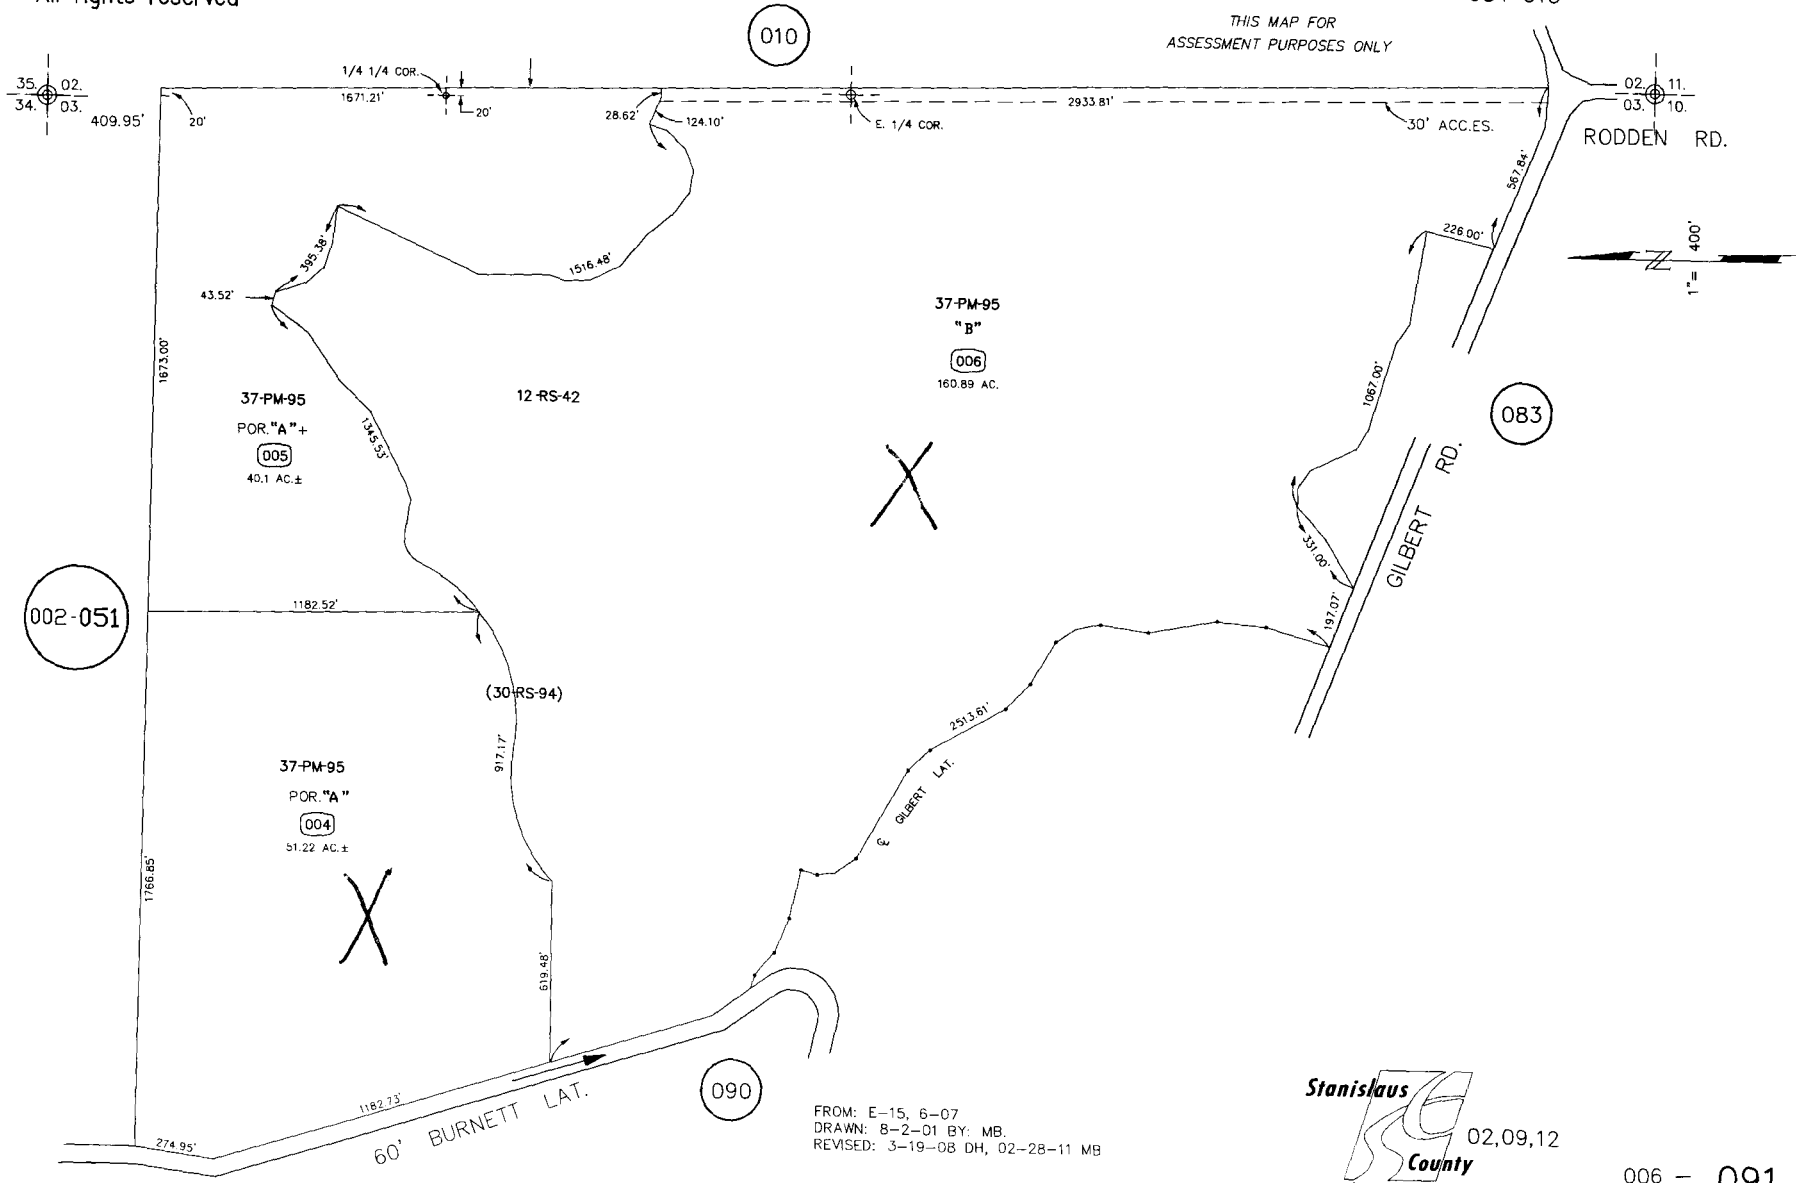 010
THIS MAP FOR
ASSESSMENT PURPOSES ONLY
35. 02.
34. 03.
409.95'
20'
1/4 1/4 COR.
1671.21'
20'
28.62'
124.10'
E. 1/4 COR.
2933.81'
30' ACC.ES.
02. 11.
03. 10.
RODDEN RD.
567.84'
226.00'
N
1"= 400'
395.38'
1516.48'
43.52'
1673.00'
37-PM-95
"B"
006
160.89 AC.
37-PM-95
POR. "A"+
005
40.1 AC.±
12-RS-42
1345.53'
1067.00'
083
GILBERT RD.
331.00'
197.07'
002-051
1182.52'
(30-RS-94)
917.17'
2513.61'
℄ GILBERT LAT.
37-PM-95
POR. "A"
004
51.22 AC.±
1766.85'
619.48'
1182.73'
274.95'
60' BURNETT LAT.
090
FROM: E-15, 6-07
DRAWN: 8-2-01 BY: MB.
REVISED: 3-19-08 DH, 02-28-11 MB
Stanislaus
County
02,09,12
006 - 091